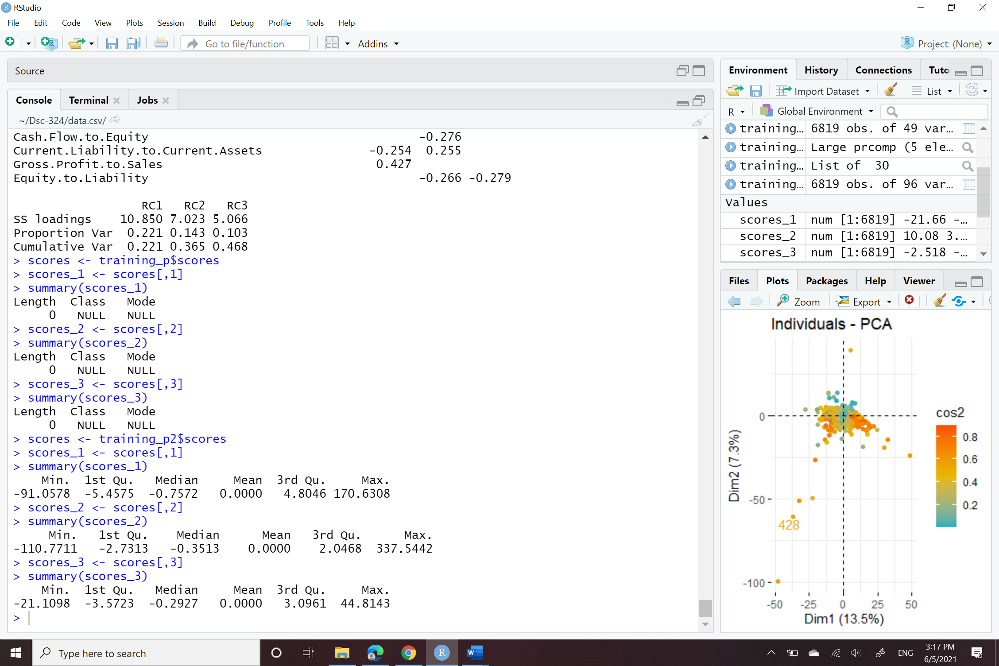 RStudio
File Edit Code View Plots Session Build Debug Profile Tools Help
Go to file/function Addins Project: (None)
Source
Console Terminal Jobs
~/Dsc-324/data.csv/
Cash.Flow.to.Equity -0.276
Current.Liability.to.Current.Assets -0.254 0.255
Gross.Profit.to.Sales 0.427
Equity.to.Liability -0.266 -0.279
RC1 RC2 RC3
SS loadings 10.850 7.023 5.066
Proportion Var 0.221 0.143 0.103
Cumulative Var 0.221 0.365 0.468
> scores <- training_p$scores
> scores_1 <- scores[,1]
> summary(scores_1)
Length Class Mode
0 NULL NULL
> scores_2 <- scores[,2]
> summary(scores_2)
Length Class Mode
0 NULL NULL
> scores_3 <- scores[,3]
> summary(scores_3)
Length Class Mode
0 NULL NULL
> scores <- training_p2$scores
> scores_1 <- scores[,1]
> summary(scores_1)
Min. 1st Qu. Median Mean 3rd Qu. Max.
-91.0578 -5.4575 -0.7572 0.0000 4.8046 170.6308
> scores_2 <- scores[,2]
> summary(scores_2)
Min. 1st Qu. Median Mean 3rd Qu. Max.
-110.7711 -2.7313 -0.3513 0.0000 2.0468 337.5442
> scores_3 <- scores[,3]
> summary(scores_3)
Min. 1st Qu. Median Mean 3rd Qu. Max.
-21.1098 -3.5723 -0.2927 0.0000 3.0961 44.8143
>
Environment History Connections Tuto
Import Dataset List
R Global Environment
training... 6819 obs. of 49 var...
training... Large prcomp (5 ele...
training... List of 30
training... 6819 obs. of 96 var...
Values
scores_1 num [1:6819] -21.66 -...
scores_2 num [1:6819] 10.08 3....
scores_3 num [1:6819] -2.518 -...
Files Plots Packages Help Viewer
Zoom Export
Individuals - PCA
Dim2 (7.3%)
0
-50
-100
428
-50 -25 0 25 50
Dim1 (13.5%)
cos2
0.8
0.6
0.4
0.2
Type here to search
ENG
3:17 PM
6/5/2021